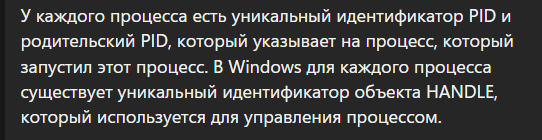 У каждого процесса есть уникальный идентификатор PID и
родительский PID, который указывает на процесс, который
запустил этот процесс. В Windows для каждого процесса
существует уникальный идентификатор объекта HANDLE,
который используется для управления процессом.